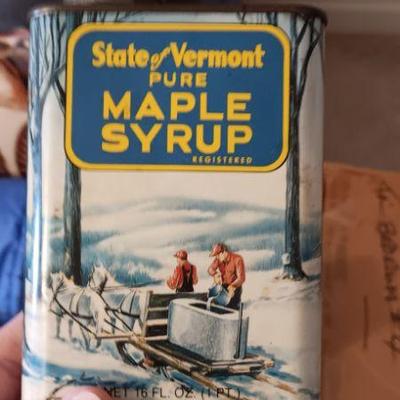 State of Vermont
PURE
MAPLE
SYRUP
REGISTERED
NET 16 FL. OZ. (1 PT.)